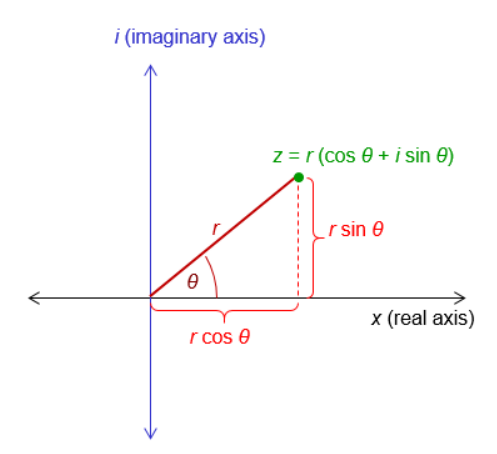 i (imaginary axis)
z = r (cos θ + i sin θ)
r
r sin θ
θ
x (real axis)
r cos θ